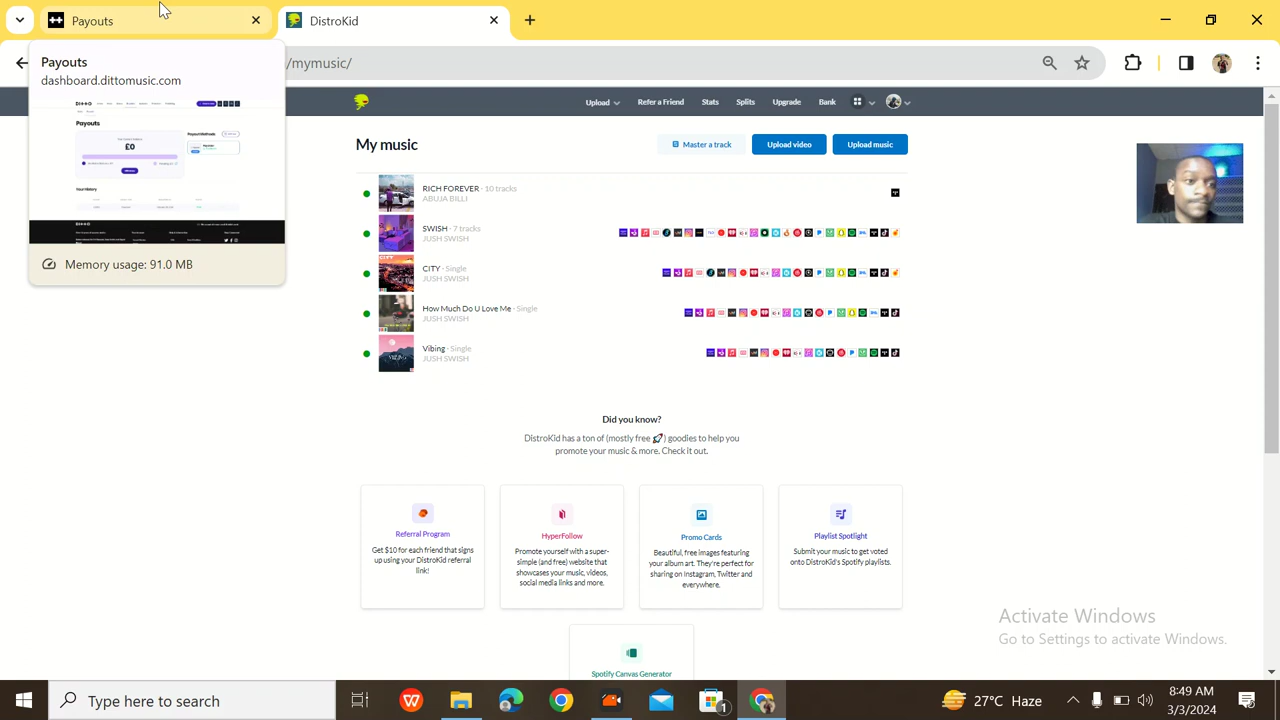 Payouts
DistroKid
Payouts
dashboard.dittomusic.com
/mymusic/
DITTO
Payouts
£0
Memory usage: 91.0 MB
Upload
Refer a Friend
Stats
Splits
Upgrade
Bank
My music
Master a track
Upload video
Upload music
RICH FOREVER - 10 tracks
ABUJA BILLI
SWISH - 7 tracks
JUSH SWISH
CITY - Single
JUSH SWISH
How Much Do U Love Me - Single
JUSH SWISH
Vibing - Single
JUSH SWISH
Did you know?
DistroKid has a ton of (mostly free 🚀) goodies to help you
promote your music & more. Check it out.
Referral Program
Get $10 for each friend that signs
up using your DistroKid referral
link!
HyperFollow
Promote yourself with a super-
simple (and free) website that
showcases your music, videos,
social media links and more.
Promo Cards
Beautiful, free images featuring
your album art. They're perfect for
sharing on Instagram, Twitter and
everywhere.
Playlist Spotlight
Submit your music to get voted
onto DistroKid's Spotify playlists.
Spotify Canvas Generator
Activate Windows
Go to Settings to activate Windows.
Type here to search
1
27°C Haze
8:49 AM
3/3/2024